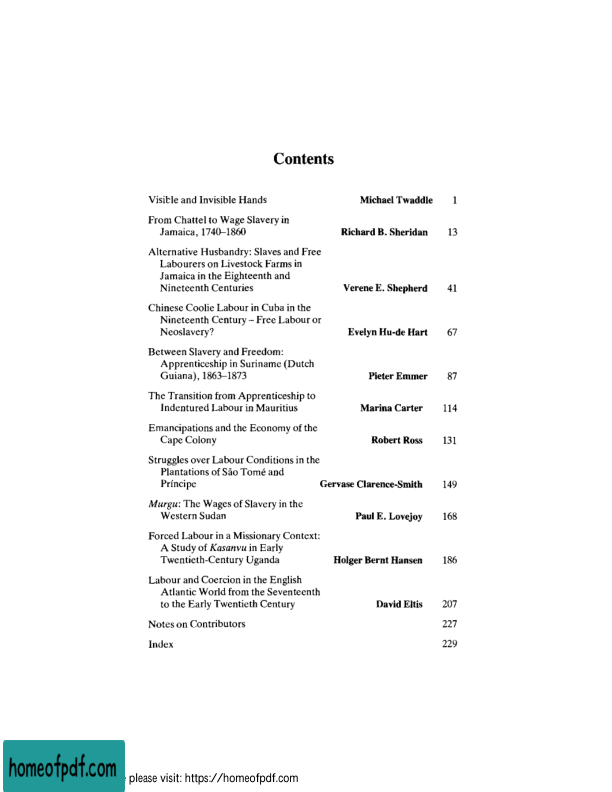 Contents
Visible and Invisible Hands Michael Twaddle 1
From Chattel to Wage Slavery in
Jamaica, 1740–1860 Richard B. Sheridan 13
Alternative Husbandry: Slaves and Free
Labourers on Livestock Farms in
Jamaica in the Eighteenth and
Nineteenth Centuries Verene E. Shepherd 41
Chinese Coolie Labour in Cuba in the
Nineteenth Century – Free Labour or
Neoslavery? Evelyn Hu-de Hart 67
Between Slavery and Freedom:
Apprenticeship in Suriname (Dutch
Guiana), 1863–1873 Pieter Emmer 87
The Transition from Apprenticeship to
Indentured Labour in Mauritius Marina Carter 114
Emancipations and the Economy of the
Cape Colony Robert Ross 131
Struggles over Labour Conditions in the
Plantations of São Tomé and
Príncipe Gervase Clarence-Smith 149
Murgu: The Wages of Slavery in the
Western Sudan Paul E. Lovejoy 168
Forced Labour in a Missionary Context:
A Study of Kasanvu in Early
Twentieth-Century Uganda Holger Bernt Hansen 186
Labour and Coercion in the English
Atlantic World from the Seventeenth
to the Early Twentieth Century David Eltis 207
Notes on Contributors 227
Index 229
homeofpdf.com
please visit: https://homeofpdf.com